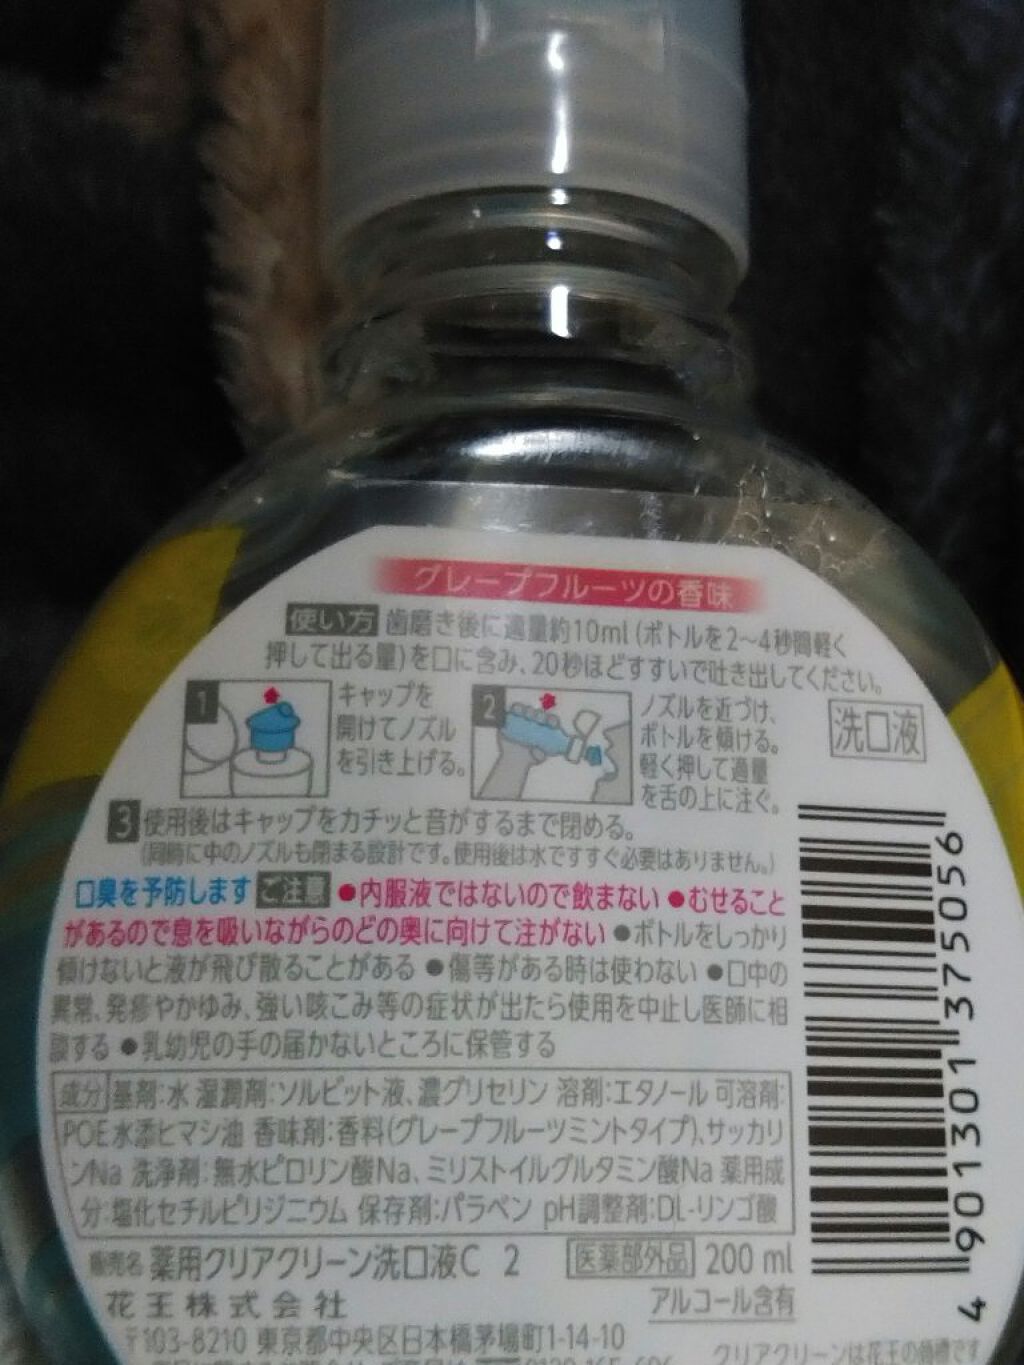 グレープフルーツの香味
使い方 歯磨き後に適量約10ml (ボトルを2〜4秒間軽く
押して出る量)を口に含み、20秒ほどすすいで吐き出してください。
1 キャップを
開けてノズル
を引き上げる。
2 ノズルを近づけ、
ボトルを傾ける。
軽く押して適量
を舌の上に注ぐ。
洗口液
3 使用後はキャップをカチッと音がするまで閉める。
(同時に中のノズルも閉まる設計です。使用後は水ですすぐ必要はありません。)
口臭を予防します ご注意 ●内服液ではないので飲まない ●むせること
があるので息を吸いながらのどの奥に向けて注がない ●ボトルをしっかり
傾けないと液が飛び散ることがある ●傷等がある時は使わない ●口中の
異常、発疹やかゆみ、強い咳こみ等の症状が出たら使用を中止し医師に相
談する ●乳幼児の手の届かないところに保管する
成分 基剤:水 湿潤剤:ソルビット液、濃グリセリン 溶剤:エタノール 可溶剤:
POE水添ヒマシ油 香味剤:香料(グレープフルーツミントタイプ)、サッカリ
ンNa 洗浄剤:無水ピロリン酸Na、ミリストイルグルタミン酸Na 薬用成
分:塩化セチルピリジニウム 保存剤:パラベン pH調整剤:DL-リンゴ酸
販売名 薬用クリアクリーン洗口液C 2 医薬部外品 200 ml
花王株式会社 アルコール含有
〒103-8210 東京都中央区日本橋茅場町1-14-10
クリアクリーンは花王の商標です
4 901301 375056